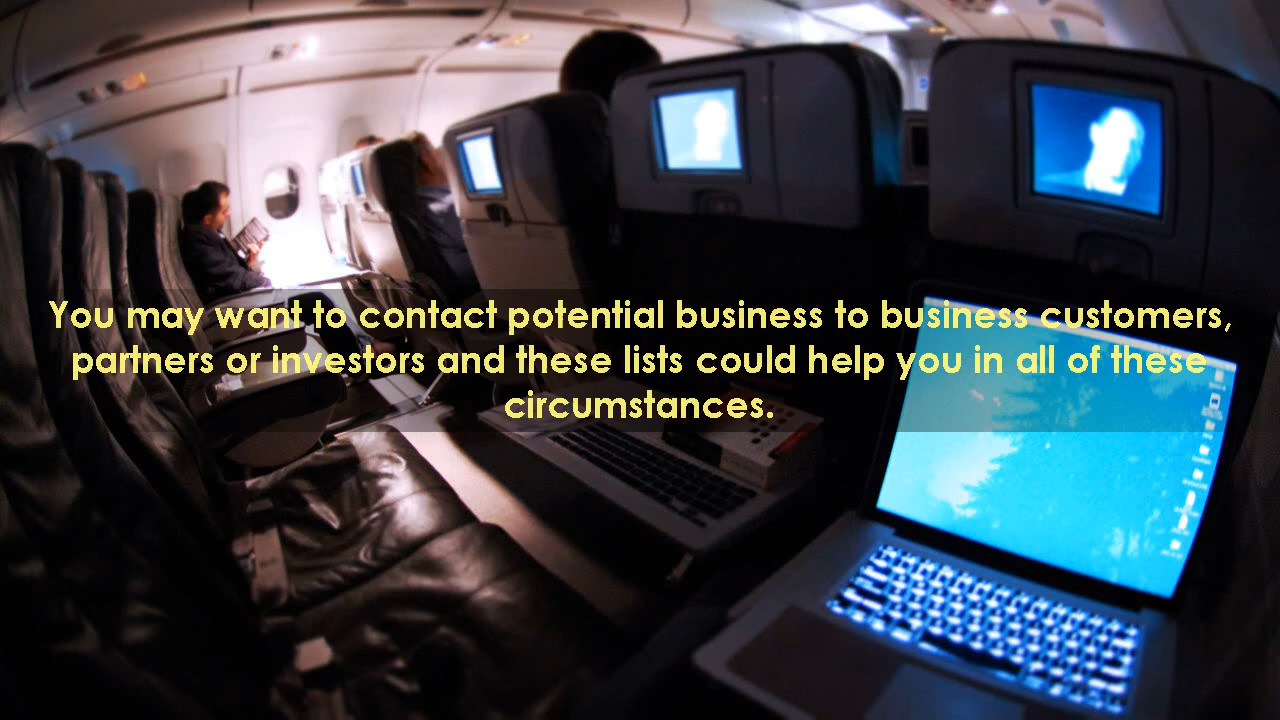 You may want to contact potential business to business customers,
partners or investors and these lists could help you in all of these
circumstances.